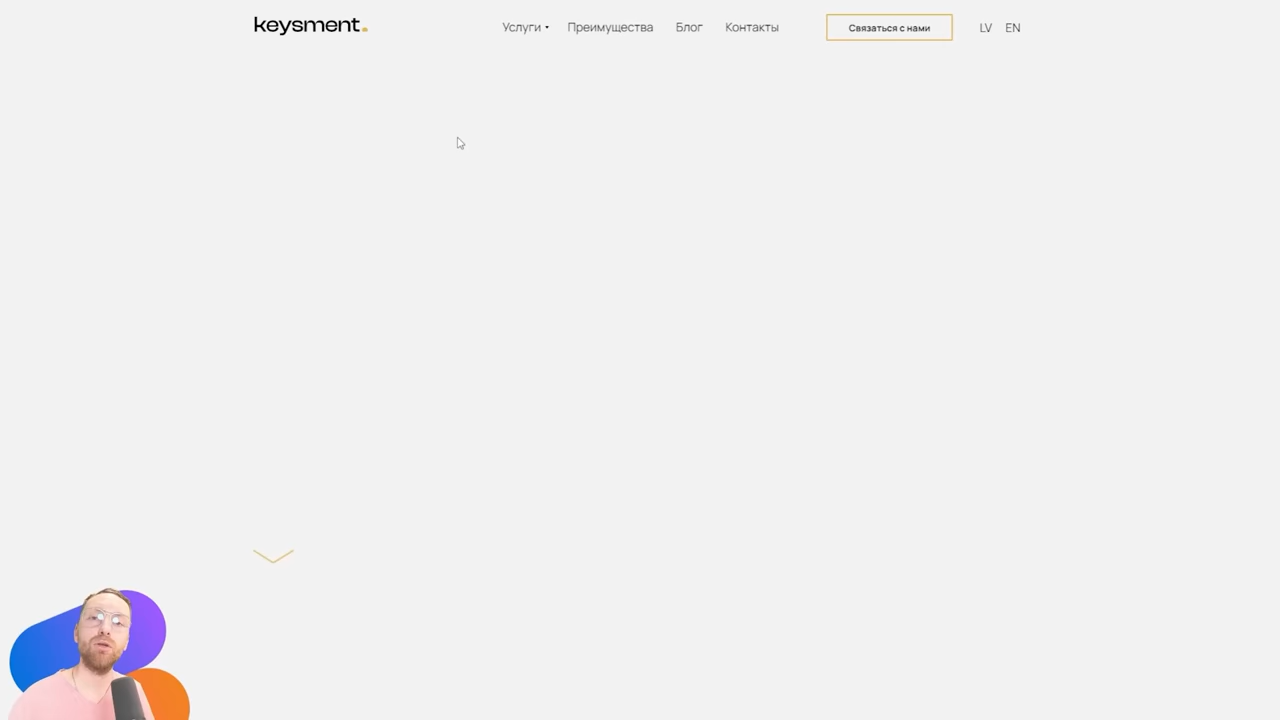 keysment.
Услуги
Преимущества
Блог
Контакты
Связаться с нами
LV
EN